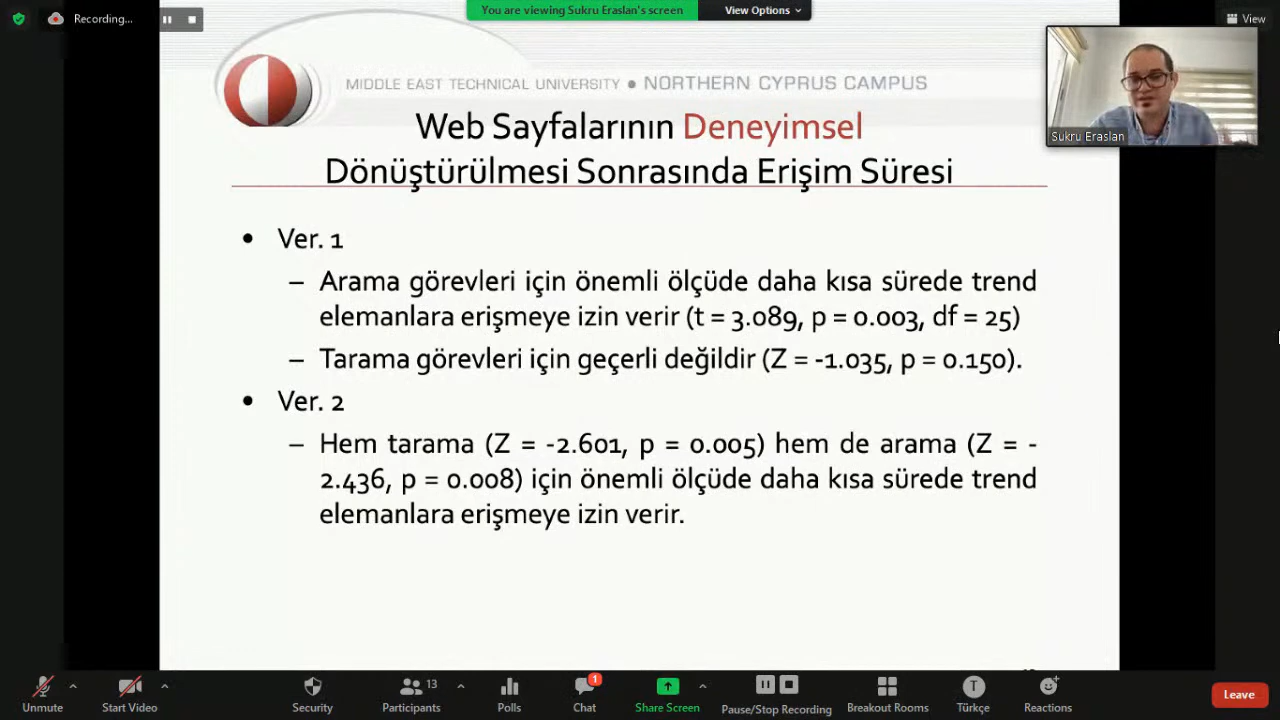 You are viewing Sukru Eraslan's screen
View Options
Recording...
View
MIDDLE EAST TECHNICAL UNIVERSITY • NORTHERN CYPRUS CAMPUS
Sukru Eraslan
Web Sayfalarının Deneyimsel
Dönüştürülmesi Sonrasında Erişim Süresi
• Ver. 1
– Arama görevleri için önemli ölçüde daha kısa sürede trend
elemanlara erişmeye izin verir (t = 3.089, p = 0.003, df = 25)
– Tarama görevleri için geçerli değildir (Z = -1.035, p = 0.150).
• Ver. 2
– Hem tarama (Z = -2.601, p = 0.005) hem de arama (Z = -
2.436, p = 0.008) için önemli ölçüde daha kısa sürede trend
elemanlara erişmeye izin verir.
Unmute
Start Video
Security
13
Participants
Polls
1
Chat
Share Screen
Pause/Stop Recording
Breakout Rooms
T
Türkçe
Reactions
Leave